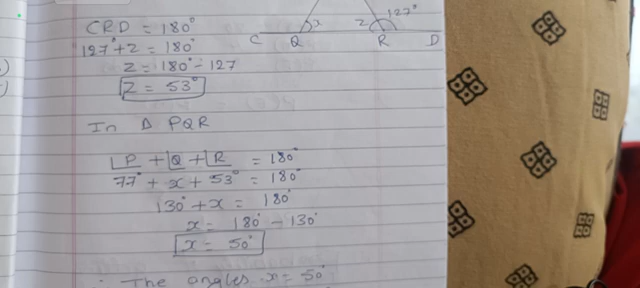 x
127°
z
C Q R D
CRD = 180°
127° + z = 180°
z = 180° - 127
z = 53°
In Δ PQR
∠P + ∠Q + ∠R = 180°
77° + x + 53° = 180°
130° + x = 180°
x = 180° - 130°
x = 50°
The angles x = 50°